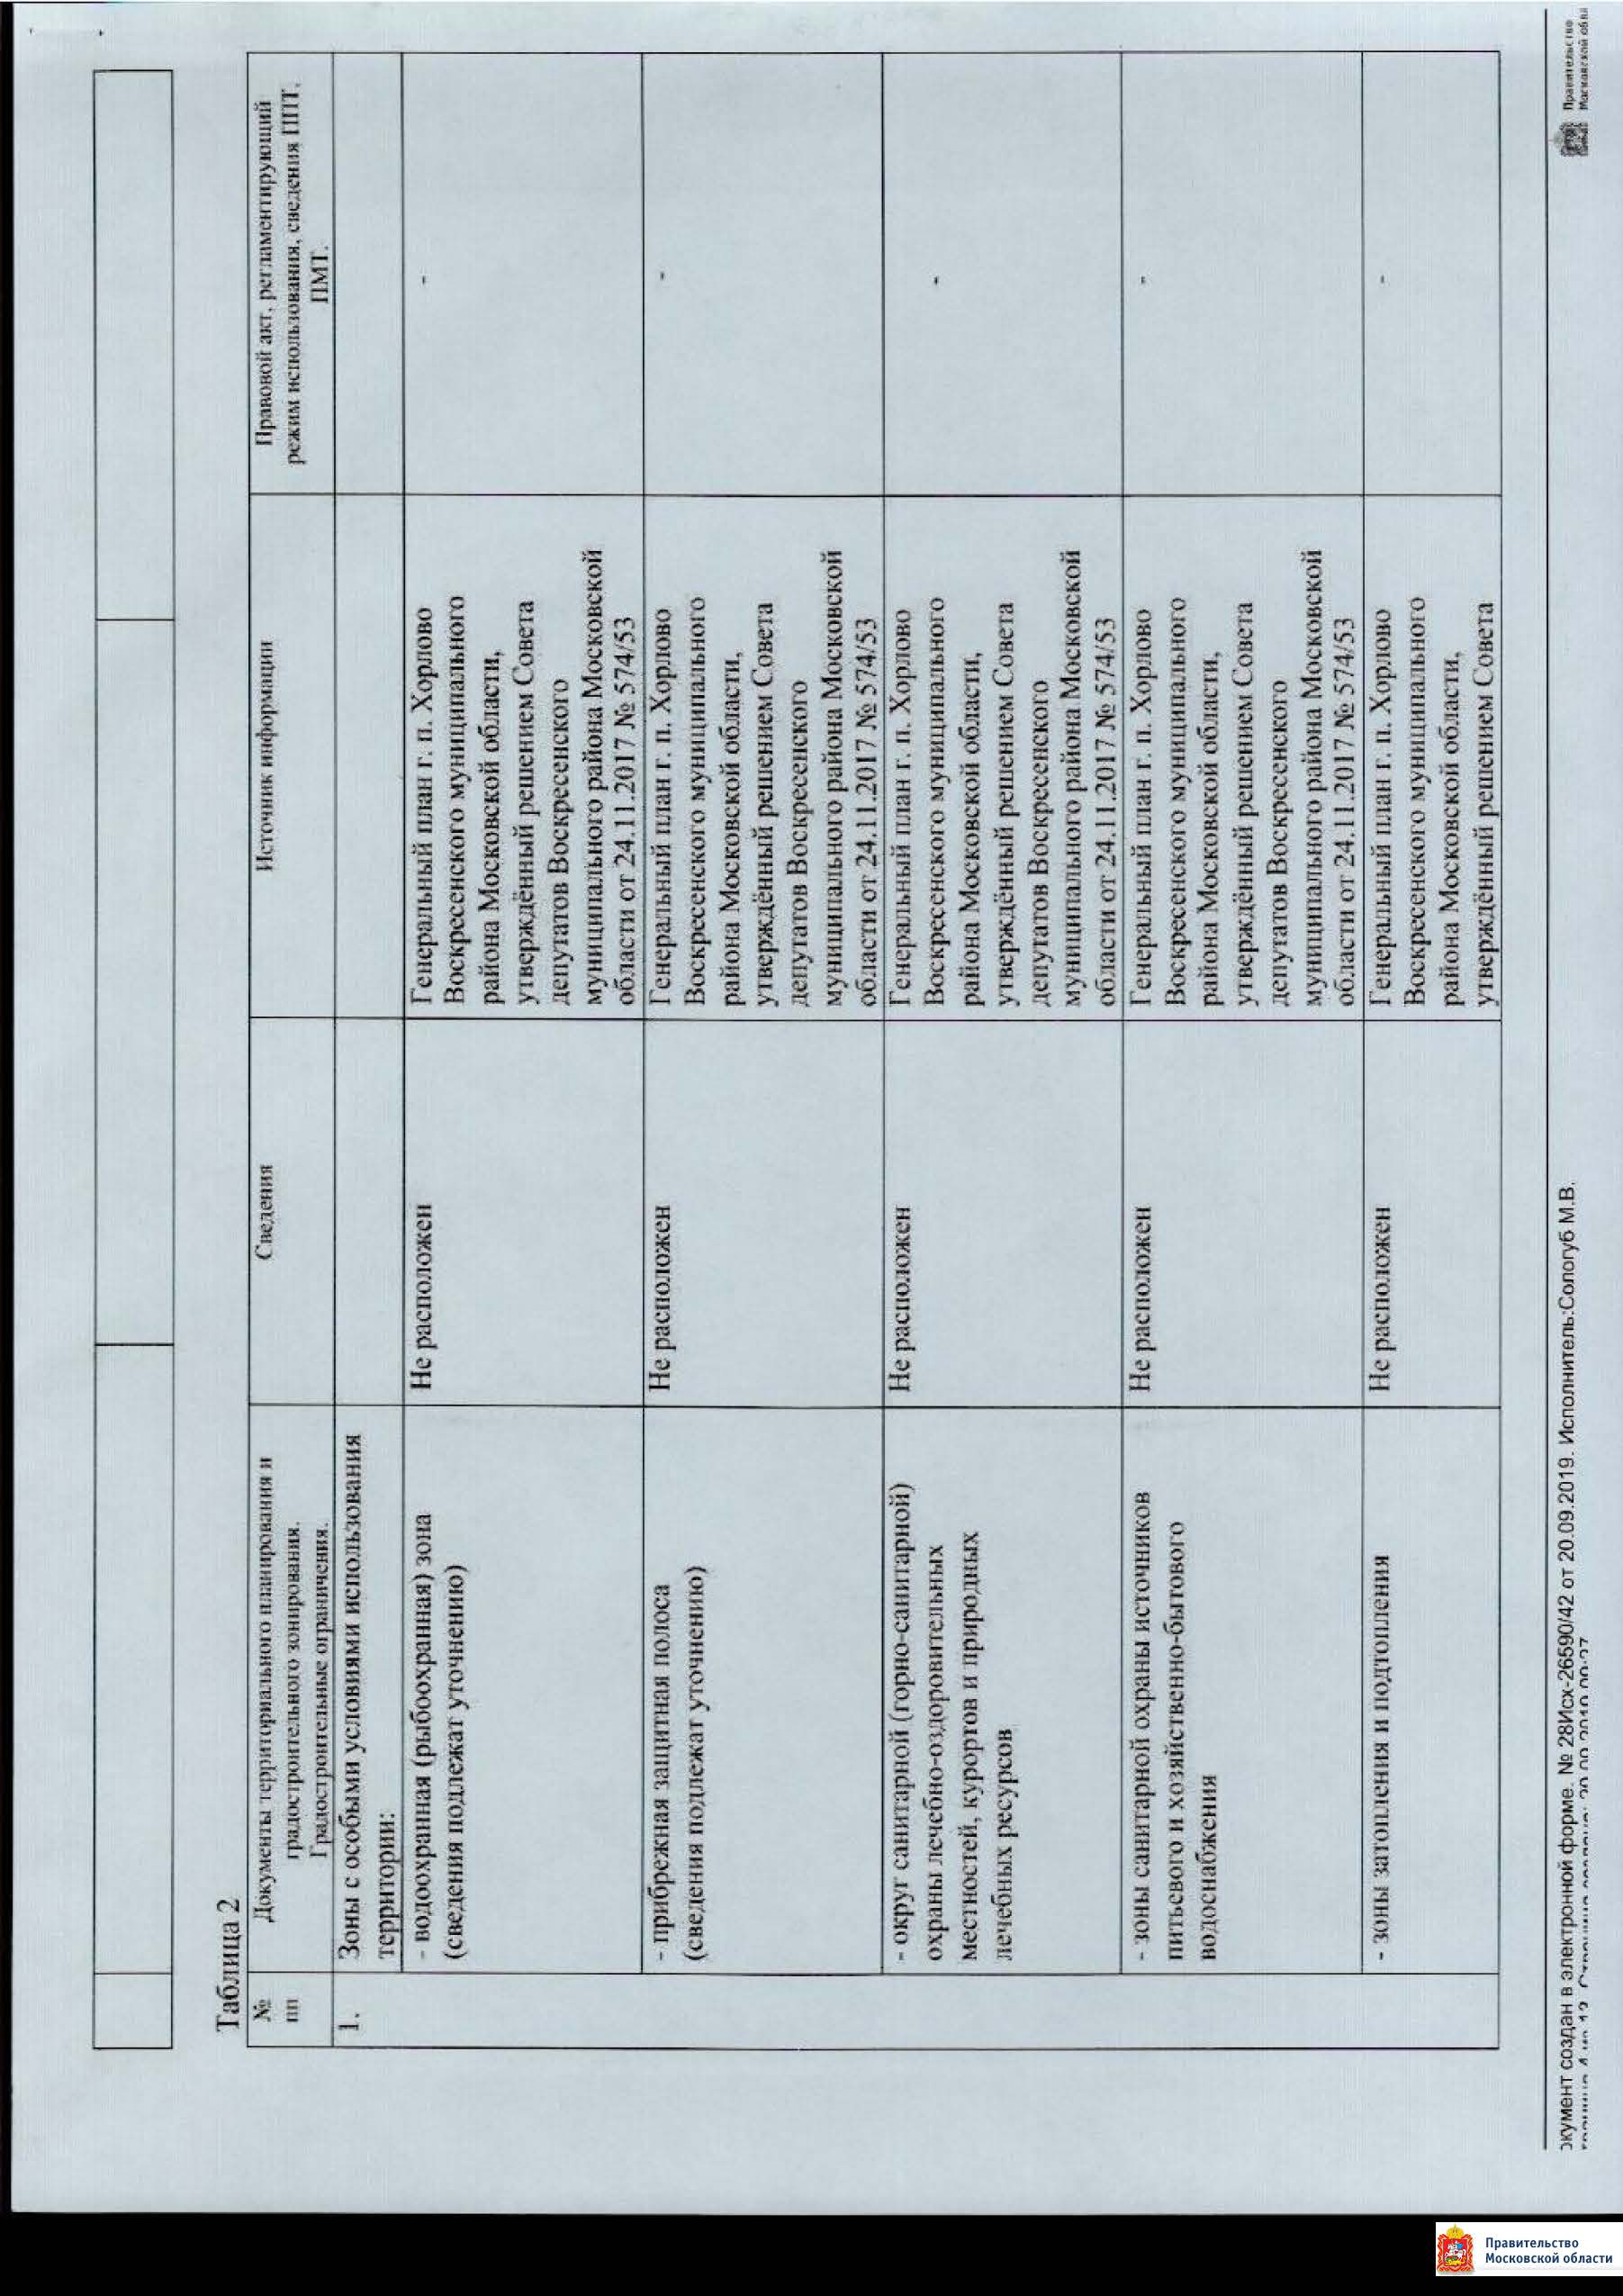 Таблица 2
№
пп
Документы территориального планирования и
градостроительного зонирования.
Градостроительные ограничения.
Сведения
Источник информации
Правовой акт, регламентирующий
режим использования, сведения ППТ,
ПМТ.
1.
Зоны с особыми условиями использования
территории:
- водоохранная (рыбоохранная) зона
(сведения подлежат уточнению)
Не расположен
Генеральный план г. п. Хорлово
Воскресенского муниципального
района Московской области,
утверждённый решением Совета
депутатов Воскресенского
муниципального района Московской
области от 24.11.2017 № 574/53
-
- прибрежная защитная полоса
(сведения подлежат уточнению)
Не расположен
Генеральный план г. п. Хорлово
Воскресенского муниципального
района Московской области,
утверждённый решением Совета
депутатов Воскресенского
муниципального района Московской
области от 24.11.2017 № 574/53
-
- округ санитарной (горно-санитарной)
охраны лечебно-оздоровительных
местностей, курортов и природных
лечебных ресурсов
Не расположен
Генеральный план г. п. Хорлово
Воскресенского муниципального
района Московской области,
утверждённый решением Совета
депутатов Воскресенского
муниципального района Московской
области от 24.11.2017 № 574/53
-
- зоны санитарной охраны источников
питьевого и хозяйственно-бытового
водоснабжения
Не расположен
Генеральный план г. п. Хорлово
Воскресенского муниципального
района Московской области,
утверждённый решением Совета
депутатов Воскресенского
муниципального района Московской
области от 24.11.2017 № 574/53
-
- зоны затопления и подтопления
Не расположен
Генеральный план г. п. Хорлово
Воскресенского муниципального
района Московской области,
утверждённый решением Совета
-
окумент создан в электронной форме. № 28Исх-26590/42 от 20.09.2019. Исполнитель:Сологуб М.В.
Правительство
Московской обла
Правительство
Московской области